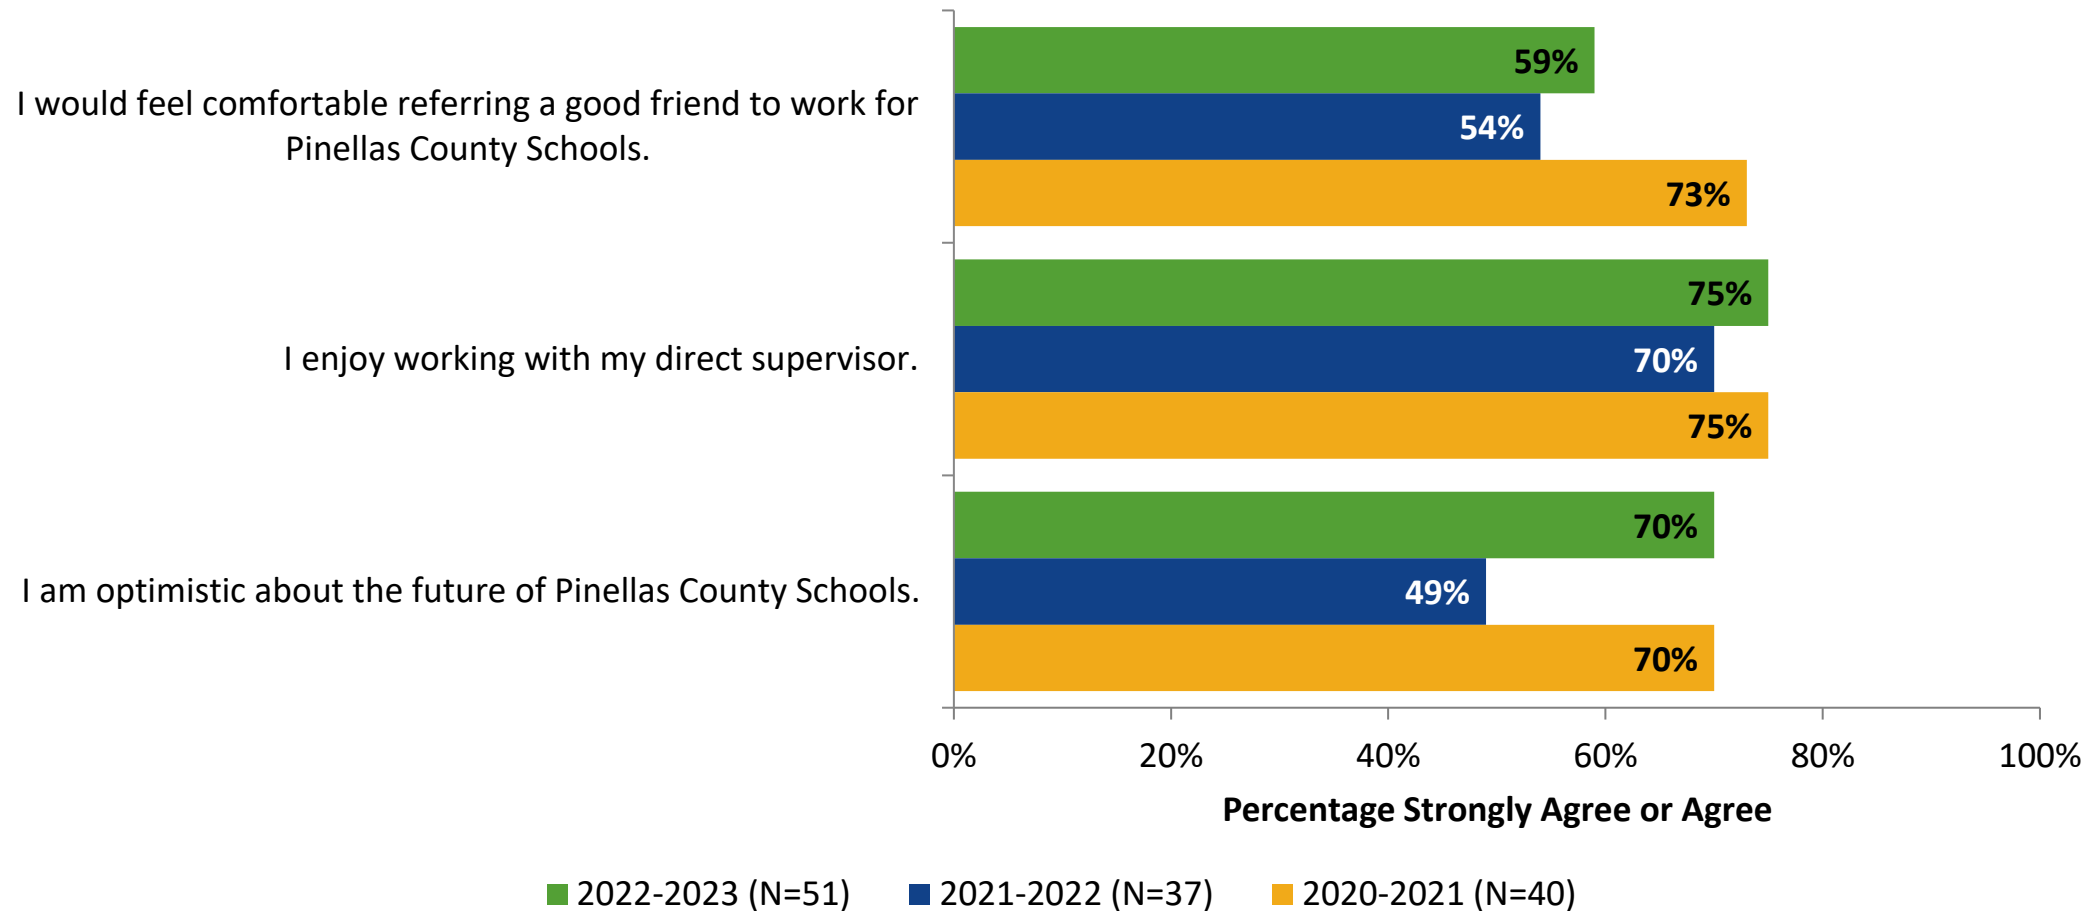 I would feel comfortable referring a good friend to work for
Pinellas County Schools.
59%
54%
73%
I enjoy working with my direct supervisor.
75%
70%
75%
I am optimistic about the future of Pinellas County Schools.
70%
49%
70%
0% 20% 40% 60% 80% 100%
Percentage Strongly Agree or Agree
2022-2023 (N=51) 2021-2022 (N=37) 2020-2021 (N=40)